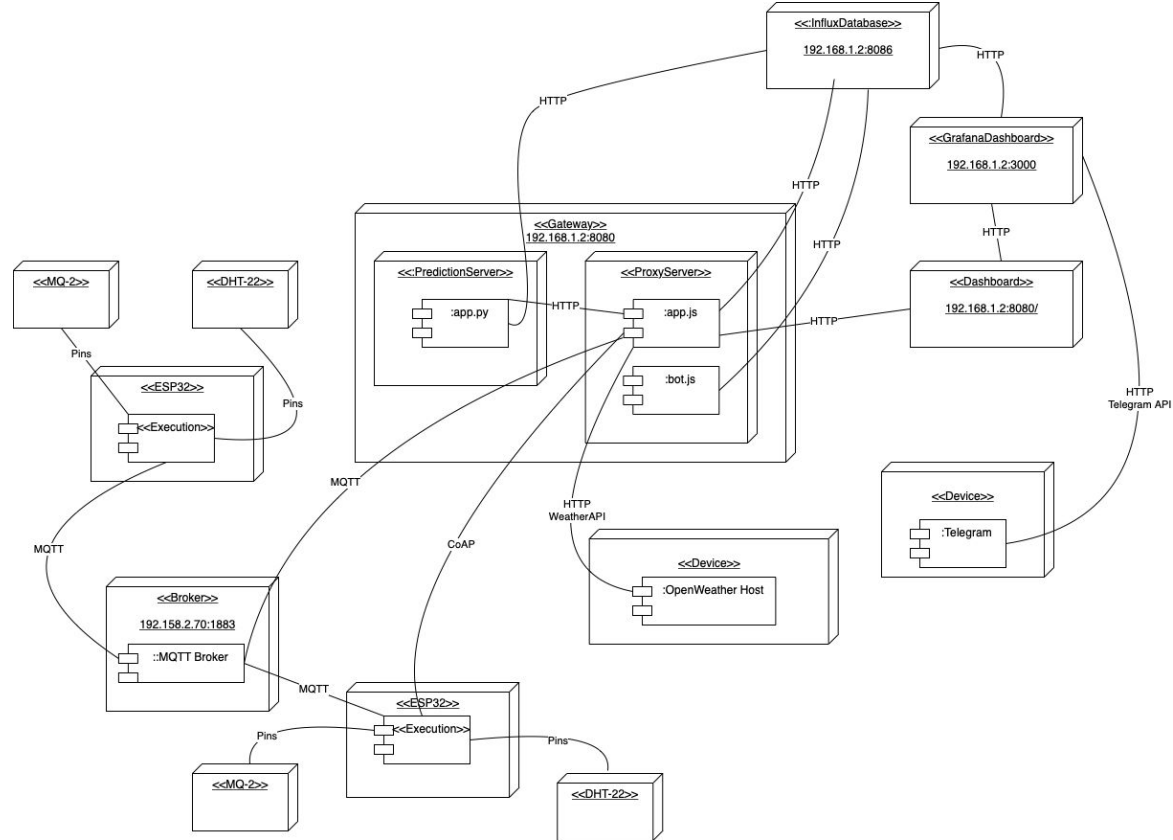 <<:InfluxDatabase>>
192.168.1.2:8086
HTTP
HTTP
<<GrafanaDashboard>>
192.168.1.2:3000
HTTP
HTTP
HTTP
<<Gateway>>
192.168.1.2:8080
<<:PredictionServer>>
:app.py
HTTP
<<ProxyServer>>
:app.js
:bot.js
HTTP
<<Dashboard>>
192.168.1.2:8080/
<<MQ-2>>
<<DHT-22>>
Pins
Pins
<<ESP32>>
<<Execution>>
HTTP
Telegram API
MQTT
HTTP
WeatherAPI
<<Device>>
:Telegram
MQTT
CoAP
<<Device>>
:OpenWeather Host
<<Broker>>
192.158.2.70:1883
::MQTT Broker
MQTT
<<ESP32>>
<<Execution>>
Pins
Pins
<<MQ-2>>
<<DHT-22>>